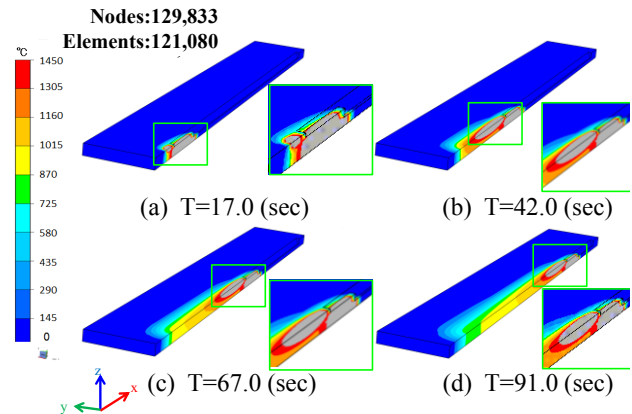 Nodes:129,833
Elements:121,080
℃
1450
1305
1160
1015
870
725
580
435
290
145
0
(a) T=17.0 (sec)
(b) T=42.0 (sec)
(c) T=67.0 (sec)
(d) T=91.0 (sec)
z
x
y